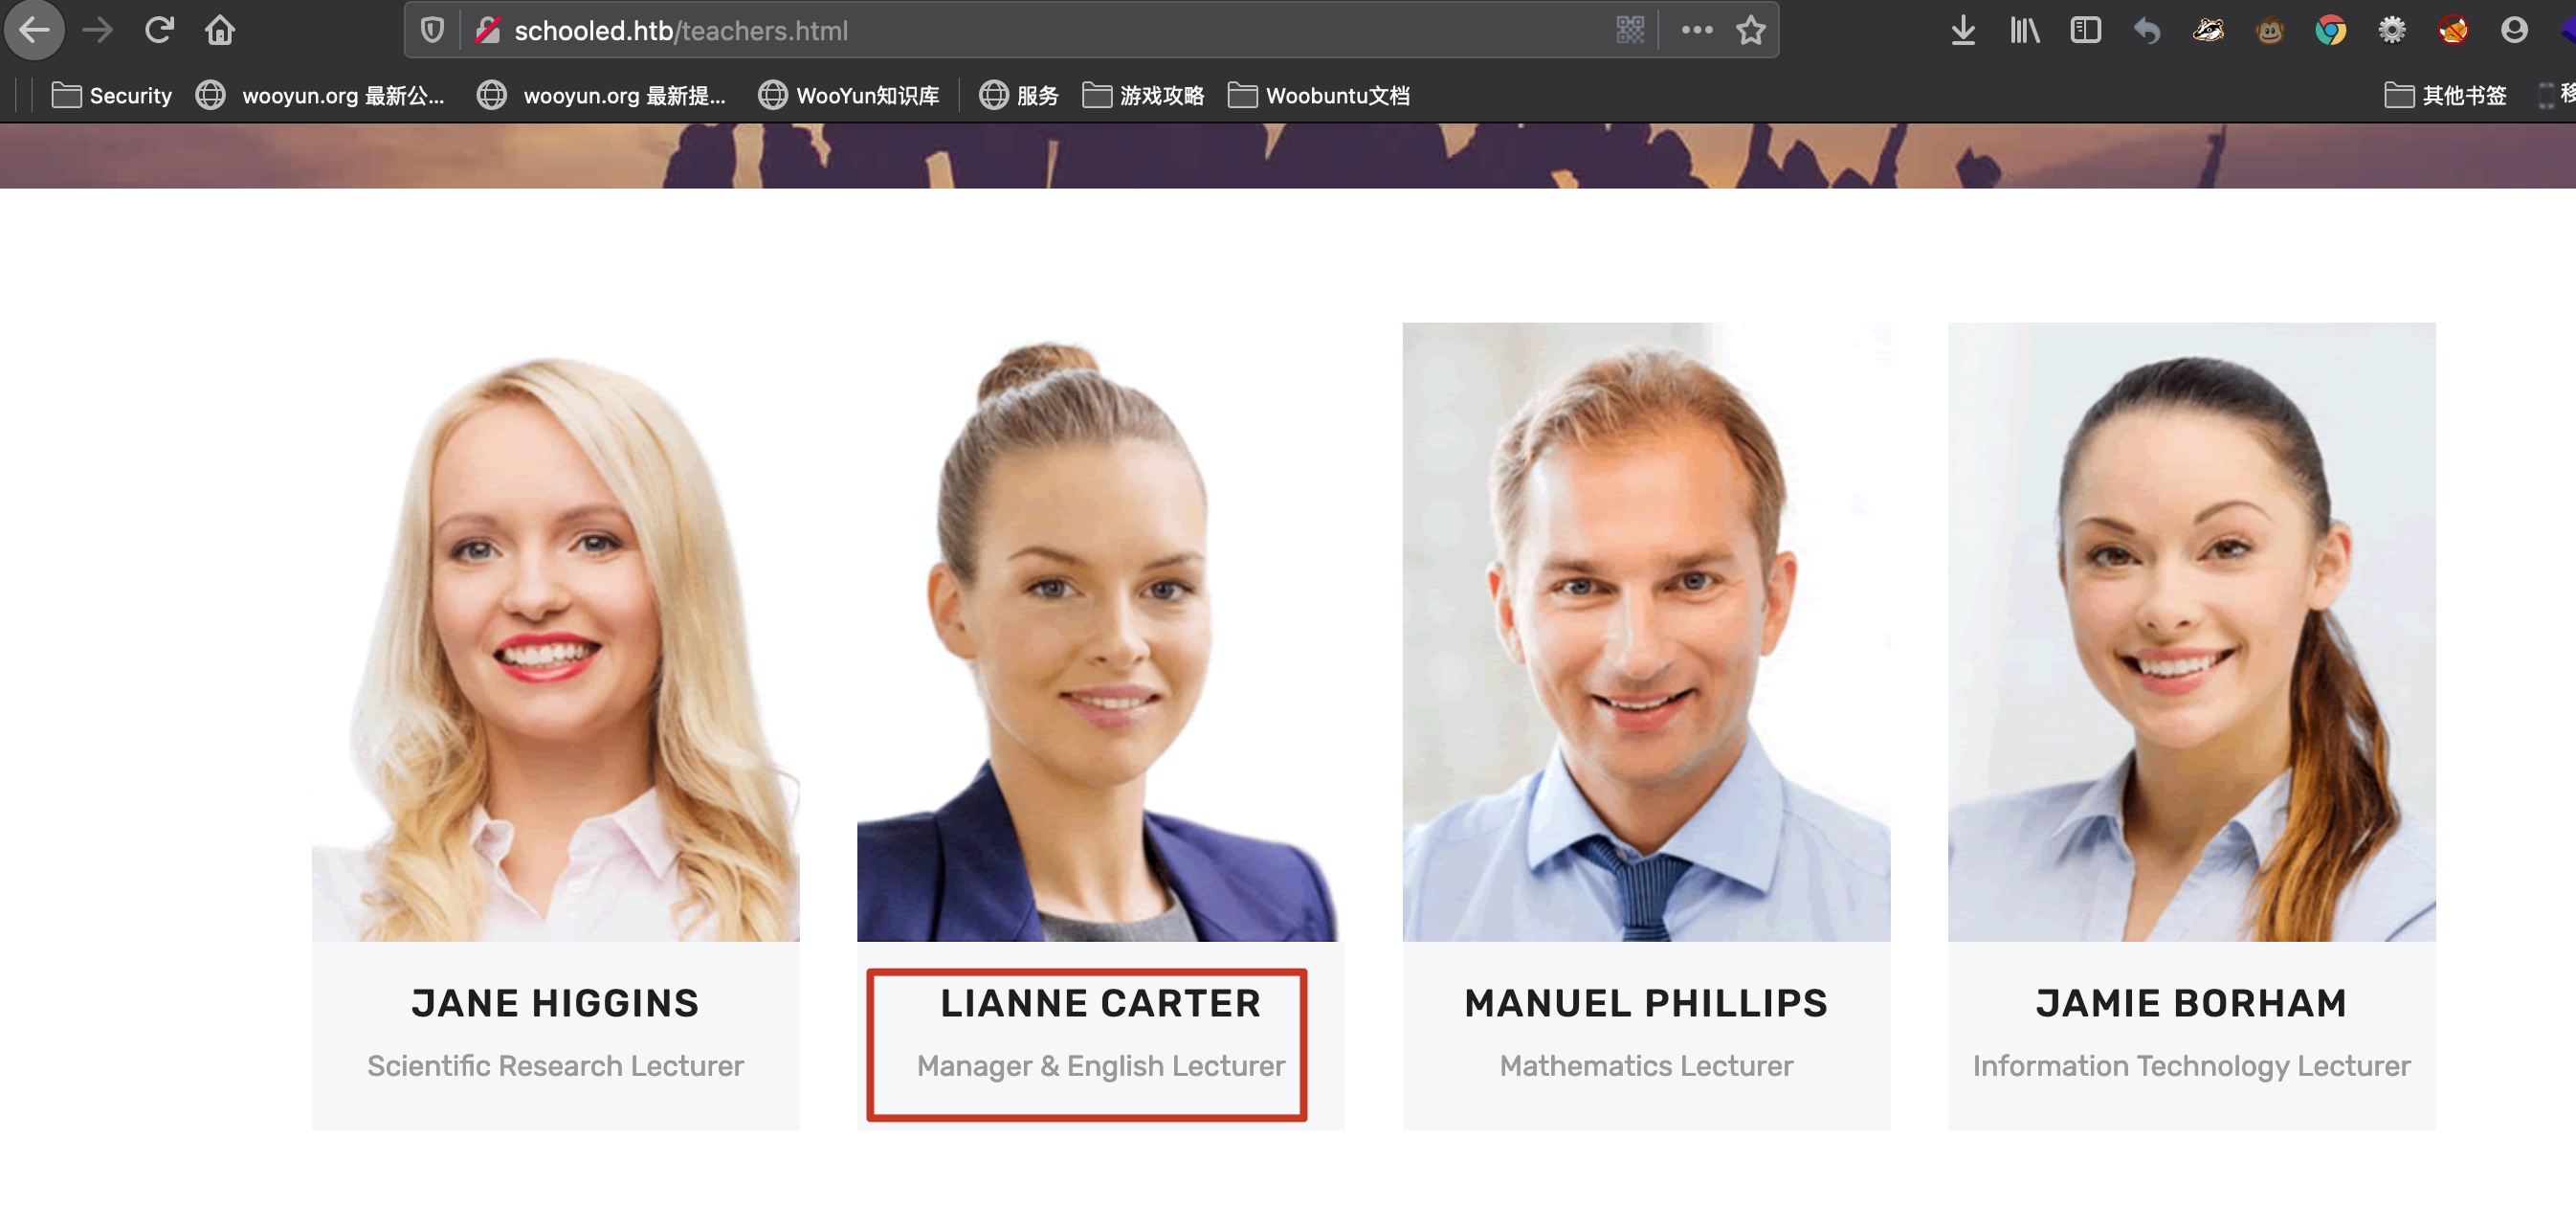 schooled.htb/teachers.html
Security
wooyun.org 最新公...
wooyun.org 最新提...
WooYun知识库
服务
游戏攻略
Woobuntu文档
其他书签
移
JANE HIGGINS
Scientific Research Lecturer
LIANNE CARTER
Manager & English Lecturer
MANUEL PHILLIPS
Mathematics Lecturer
JAMIE BORHAM
Information Technology Lecturer